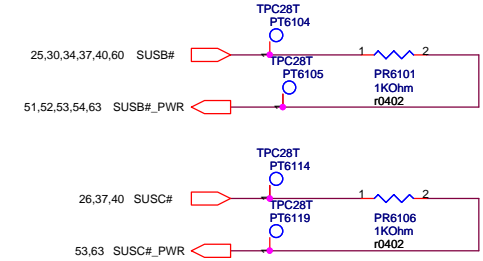 TPC28T
PT6104
25,30,34,37,40,60 SUSB#
1 2
TPC28T
PT6105
PR6101
1KOhm
r0402
51,52,53,54,63 SUSB#_PWR
TPC28T
PT6114
26,37,40 SUSC#
1 2
TPC28T
PT6119
PR6106
1KOhm
r0402
53,63 SUSC#_PWR